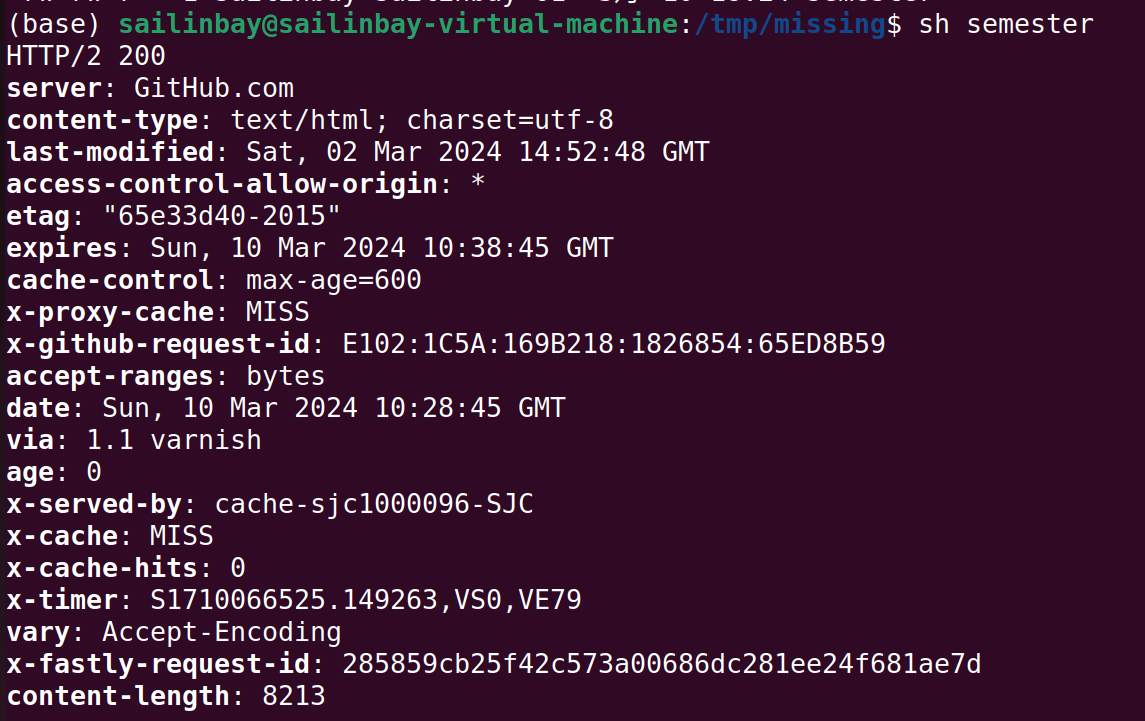 (base) sailinbay@sailinbay-virtual-machine:/tmp/missing$ sh semester
HTTP/2 200
server: GitHub.com
content-type: text/html; charset=utf-8
last-modified: Sat, 02 Mar 2024 14:52:48 GMT
access-control-allow-origin: *
etag: "65e33d40-2015"
expires: Sun, 10 Mar 2024 10:38:45 GMT
cache-control: max-age=600
x-proxy-cache: MISS
x-github-request-id: E102:1C5A:169B218:1826854:65ED8B59
accept-ranges: bytes
date: Sun, 10 Mar 2024 10:28:45 GMT
via: 1.1 varnish
age: 0
x-served-by: cache-sjc1000096-SJC
x-cache: MISS
x-cache-hits: 0
x-timer: S1710066525.149263,VS0,VE79
vary: Accept-Encoding
x-fastly-request-id: 285859cb25f42c573a00686dc281ee24f681ae7d
content-length: 8213